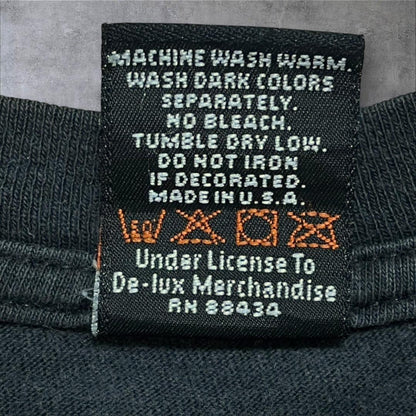 MACHINE WASH WARM.
WASH DARK COLORS
SEPARATELY.
NO BLEACH.
TUMBLE DRY LOW.
DO NOT IRON
IF DECORATED.
MADE IN U.S.A.
Under License To
De-lux Merchandise
RN 88434